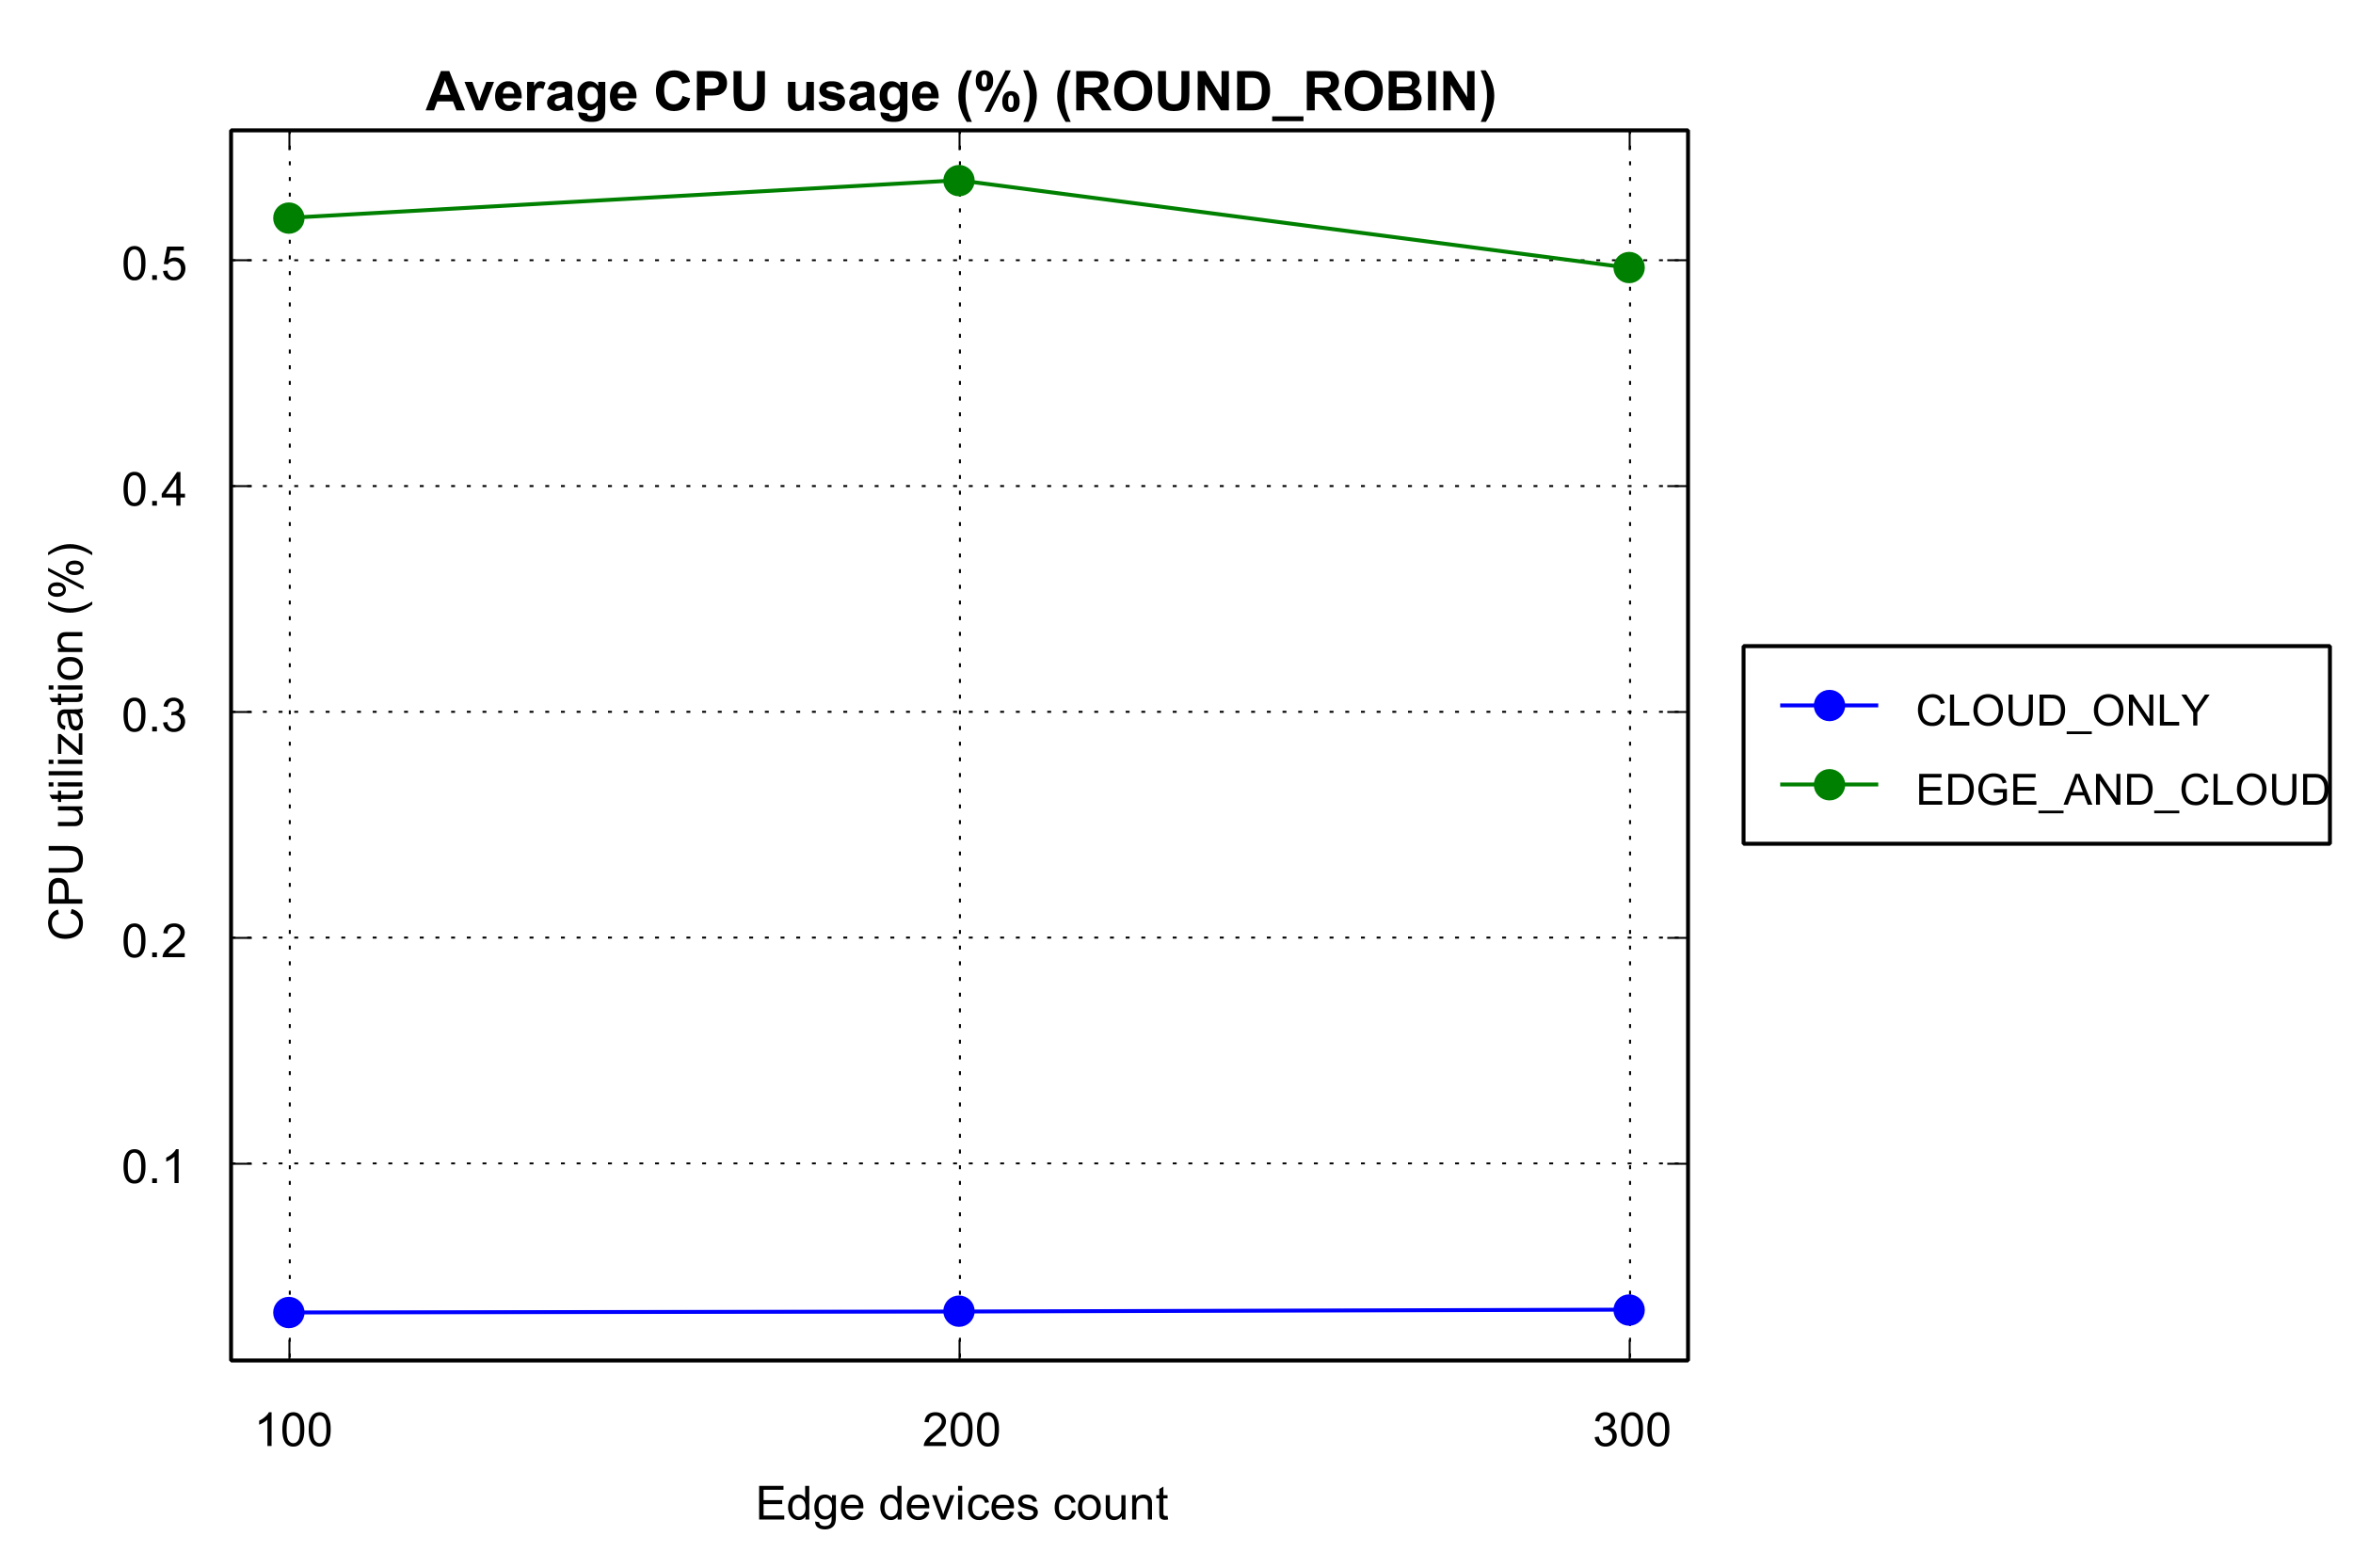 Average CPU usage (%) (ROUND_ROBIN)
0.5
0.4
0.3
0.2
0.1
CPU utilization (%)
100
200
300
Edge devices count
CLOUD_ONLY
EDGE_AND_CLOUD